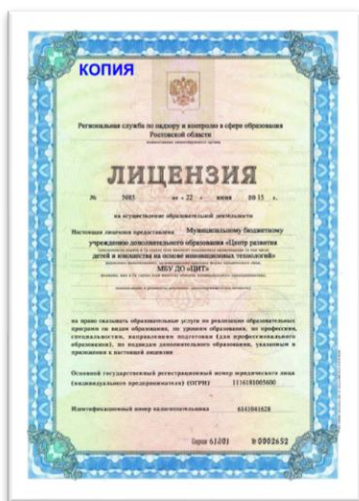 КОПИЯ
Региональная служба по надзору и контролю в сфере образования
Ростовской области
ЛИЦЕНЗИЯ
№ 5083 от « 22 » июня 2015 г.
на осуществление образовательной деятельности
Настоящая лицензия предоставлена Муниципальному бюджетному
учреждению дополнительного образования «Центр развития
детей и юношества на основе инновационных технологий»
МБУ ДО «ЦИТ»
на право оказывать образовательные услуги по реализации образовательных
программ по видам образования, по уровням образования, по профессиям,
специальностям, направлениям подготовки (для профессионального
образования), по подвидам дополнительного образования, указанным в
приложении к настоящей лицензии
Основной государственный регистрационный номер юридического лица
(индивидуального предпринимателя) (ОГРН)
Идентификационный номер налогоплательщика
Серия
№ 0002652